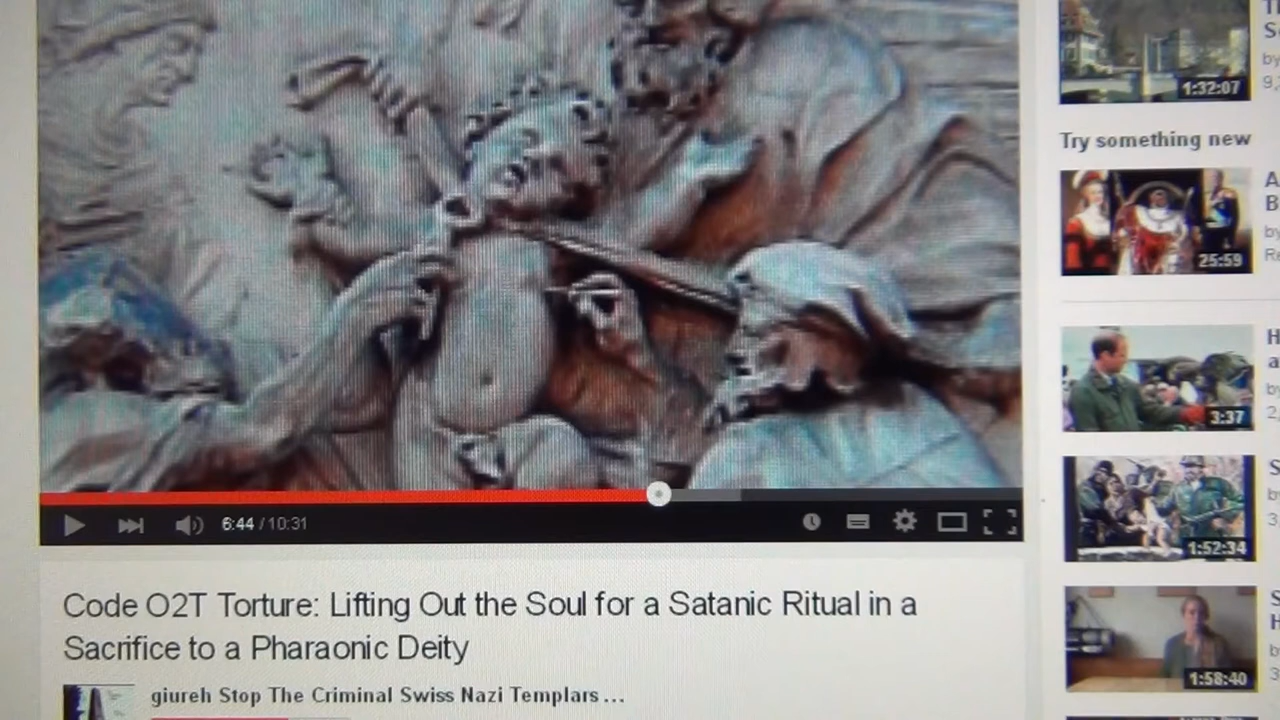 1:32:07
Try something new
25:59
3:37
1:52:34
1:58:40
6:44 / 10:31
Code O2T Torture: Lifting Out the Soul for a Satanic Ritual in a
Sacrifice to a Pharaonic Deity
giureh Stop The Criminal Swiss Nazi Templars ...